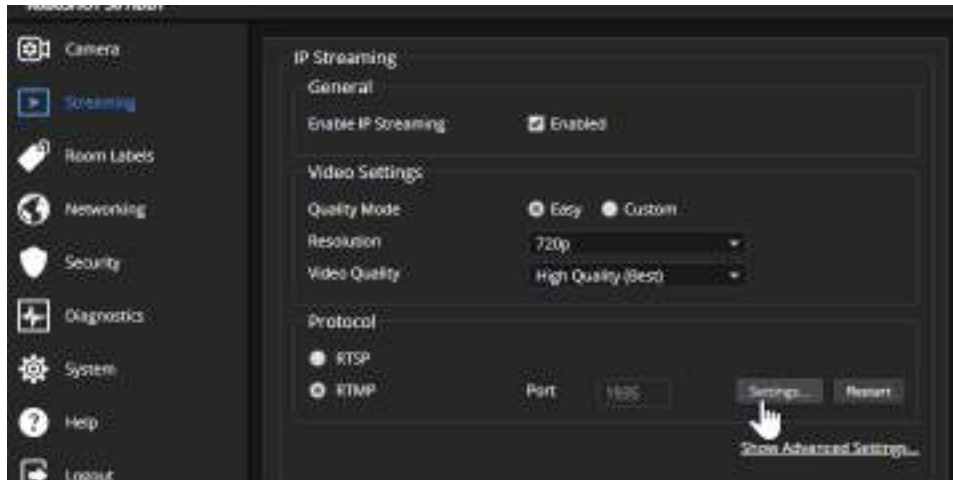 Camera
Streaming
Room Labels
Networking
Security
Diagnostics
System
Help
Logout
IP Streaming
General
Enable IP Streaming Enabled
Video Settings
Quality Mode Easy Custom
Resolution 720p
Video Quality High Quality (Best)
Protocol
RTSP
RTMP Port 1935 Settings... Restart
Show Advanced Settings...